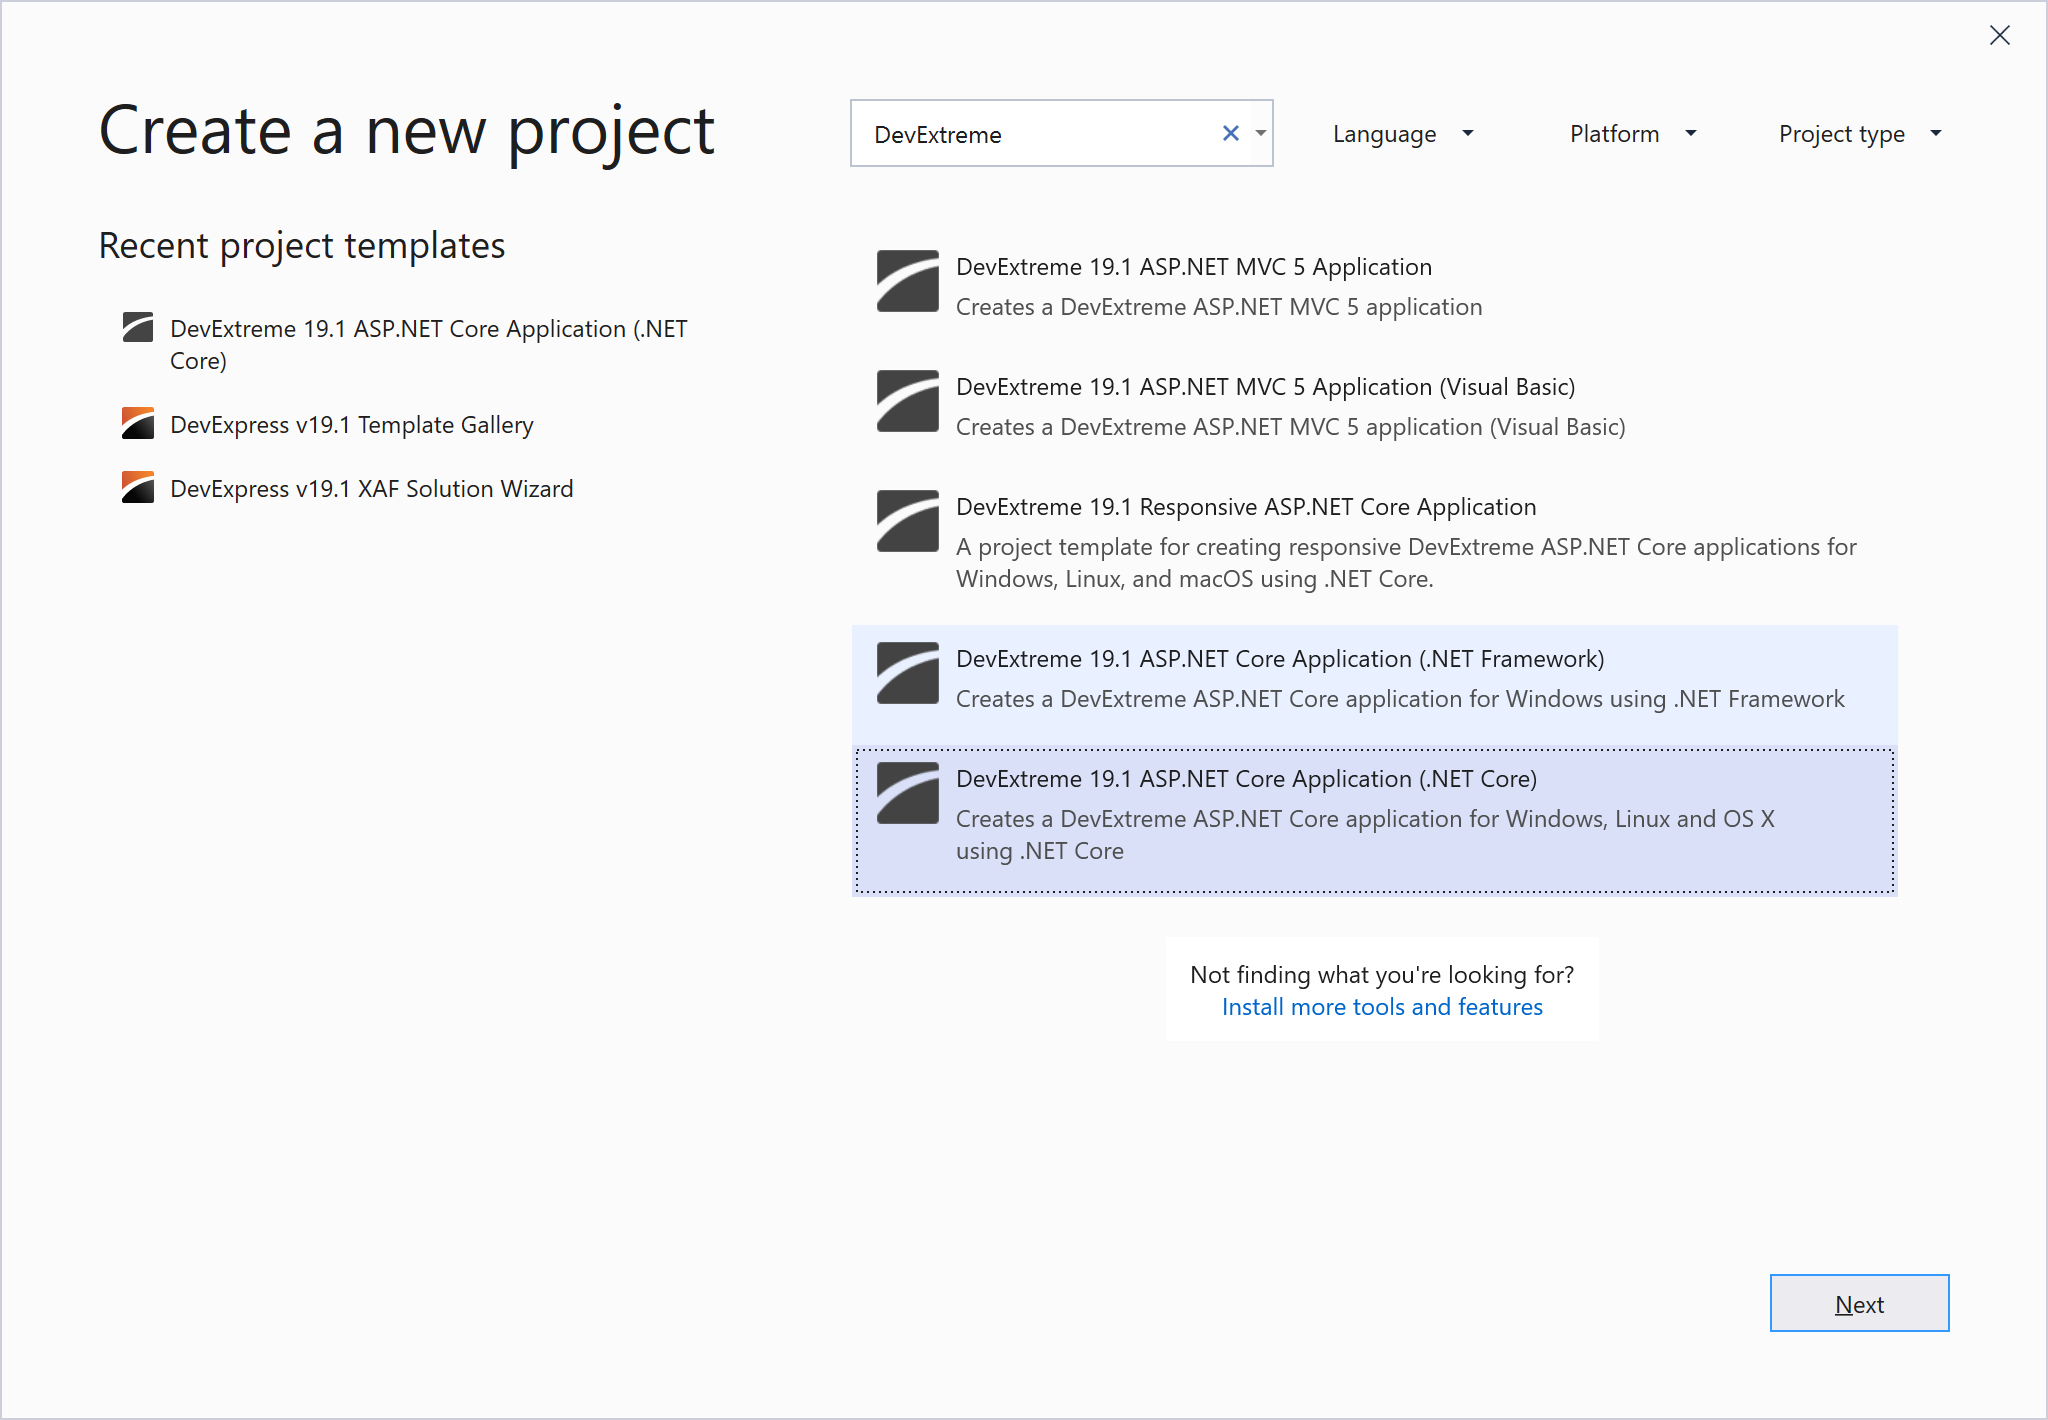 Create a new project
DevExtreme
Language
Platform
Project type
Recent project templates
DevExtreme 19.1 ASP.NET Core Application (.NET
Core)
DevExpress v19.1 Template Gallery
DevExpress v19.1 XAF Solution Wizard
DevExtreme 19.1 ASP.NET MVC 5 Application
Creates a DevExtreme ASP.NET MVC 5 application
DevExtreme 19.1 ASP.NET MVC 5 Application (Visual Basic)
Creates a DevExtreme ASP.NET MVC 5 application (Visual Basic)
DevExtreme 19.1 Responsive ASP.NET Core Application
A project template for creating responsive DevExtreme ASP.NET Core applications for
Windows, Linux, and macOS using .NET Core.
DevExtreme 19.1 ASP.NET Core Application (.NET Framework)
Creates a DevExtreme ASP.NET Core application for Windows using .NET Framework
DevExtreme 19.1 ASP.NET Core Application (.NET Core)
Creates a DevExtreme ASP.NET Core application for Windows, Linux and OS X
using .NET Core
Not finding what you're looking for?
Install more tools and features
Next